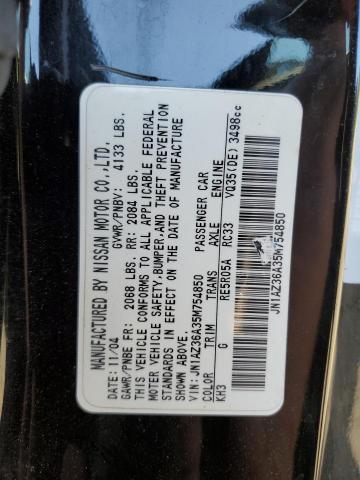 MANUFACTURED BY NISSAN MOTOR CO.,LTD.
11/04 GVWR/PNBV: 4133 LBS.
GAWR/PNBE FR: 2068 LBS. RR: 2084 LBS.
THIS VEHICLE CONFORMS TO ALL APPLICABLE FEDERAL
MOTOR VEHICLE SAFETY,BUMPER,AND THEFT PREVENTION
STANDARDS IN EFFECT ON THE DATE OF MANUFACTURE
SHOWN ABOVE.
VIN: JN1AZ36A35M754850 PASSENGER CAR
COLOR TRIM TRANS AXLE ENGINE
KH3 G RE5R05A RC33 VQ35(DE) 3498cc
JN1AZ36A35M754850